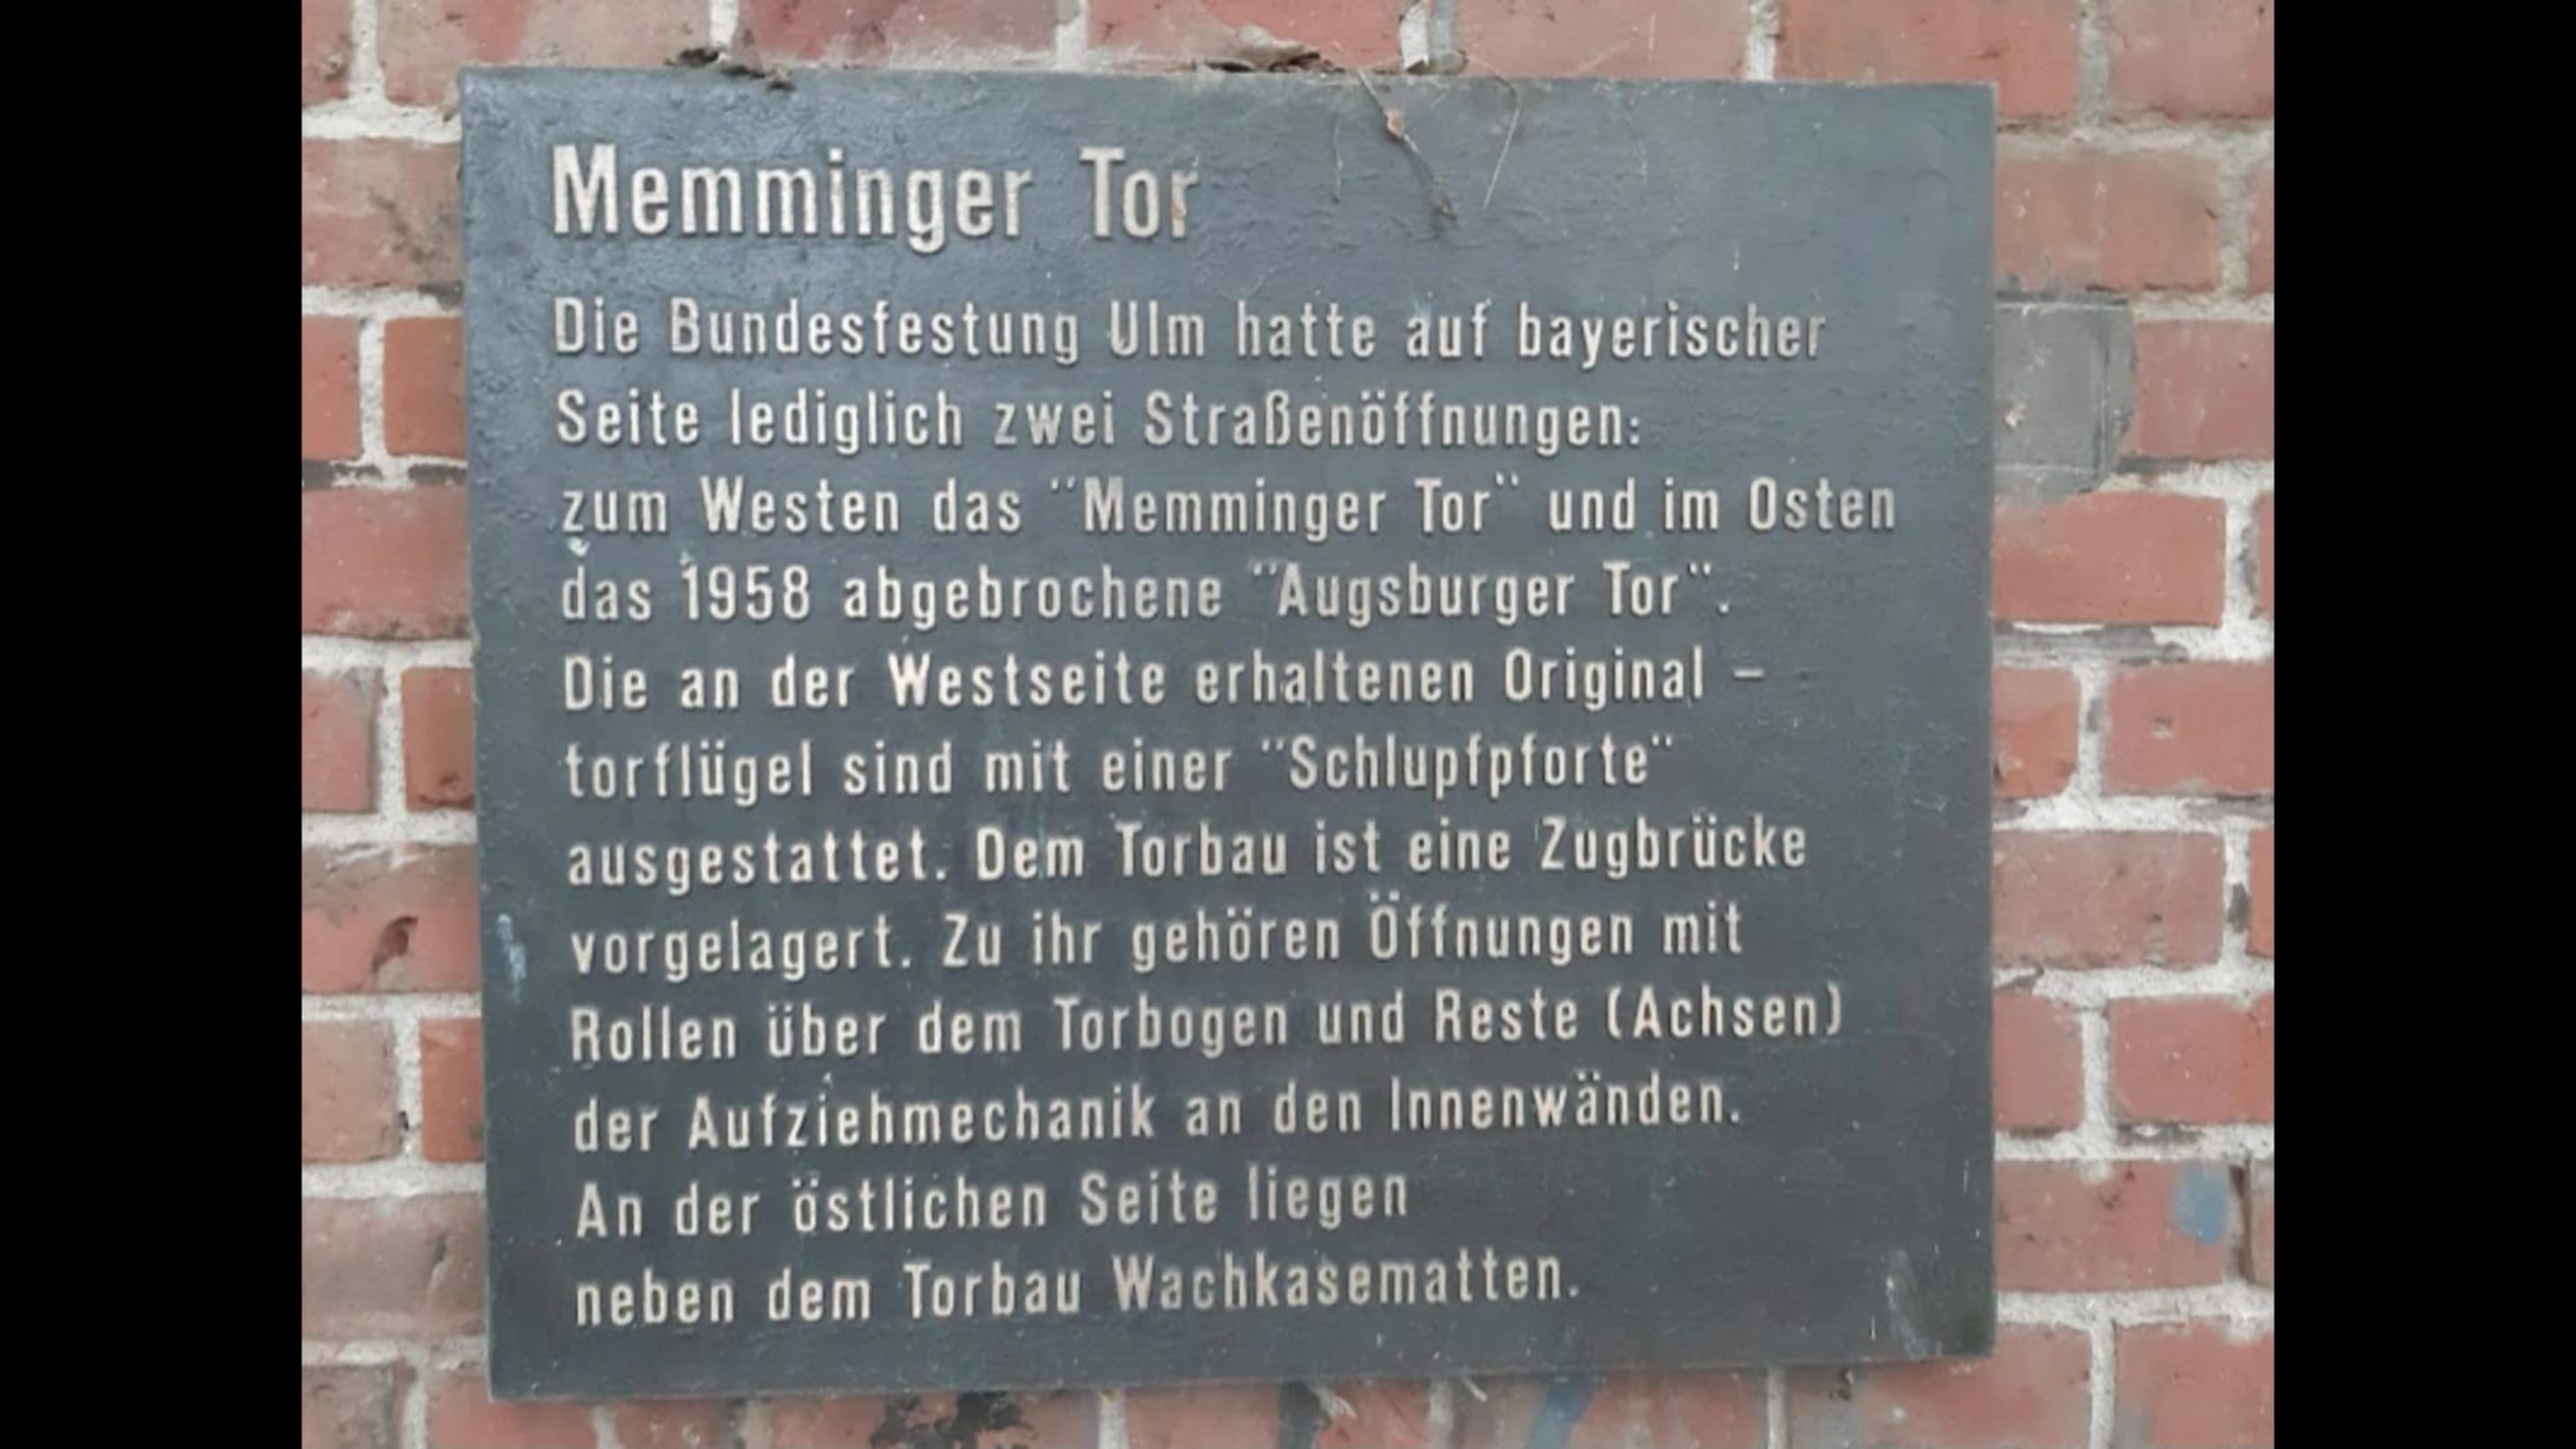 Memminger Tor
Die Bundesfestung Ulm hatte auf bayerischer
Seite lediglich zwei Straßenöffnungen:
zum Westen das "Memminger Tor" und im Osten
das 1958 abgebrochene "Augsburger Tor".
Die an der Westseite erhaltenen Original –
torflügel sind mit einer "Schlupfpforte"
ausgestattet. Dem Torbau ist eine Zugbrücke
vorgelagert. Zu ihr gehören Öffnungen mit
Rollen über dem Torbogen und Reste (Achsen)
der Aufziehmechanik an den Innenwänden.
An der östlichen Seite liegen
neben dem Torbau Wachkasematten.